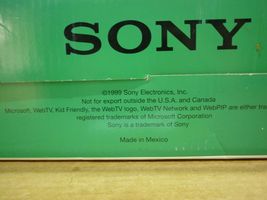 SONY
©1999 Sony Electronics, Inc.
Not for export outside the U.S.A. and Canada
Microsoft, WebTV, Kid Friendly, the WebTV logo, WebTV Network and WebPIP are either tra
registered trademarks of Microsoft Corporation
Sony is a trademark of Sony
Made in Mexico